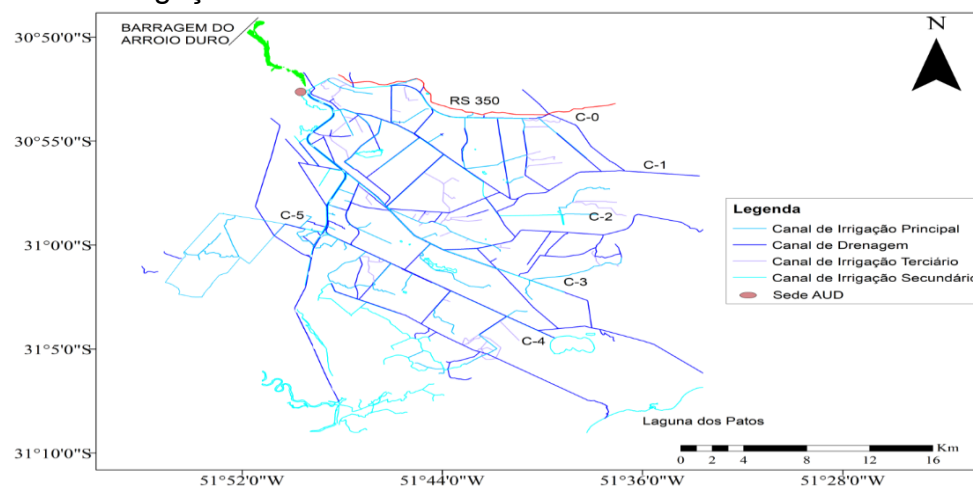 BARRAGEM DO
ARROIO DURO
N
30°50'0"S
RS 350
C-0
30°55'0"S
C-1
C-5
C-2
31°0'0"S
C-3
31°5'0"S
C-4
Laguna dos Patos
31°10'0"S
Legenda
Canal de Irrigação Principal
Canal de Drenagem
Canal de Irrigação Terciário
Canal de Irrigação Secundário
Sede AUD
Km
0 2 4 8 12 16
51°52'0"W 51°44'0"W 51°36'0"W 51°28'0"W